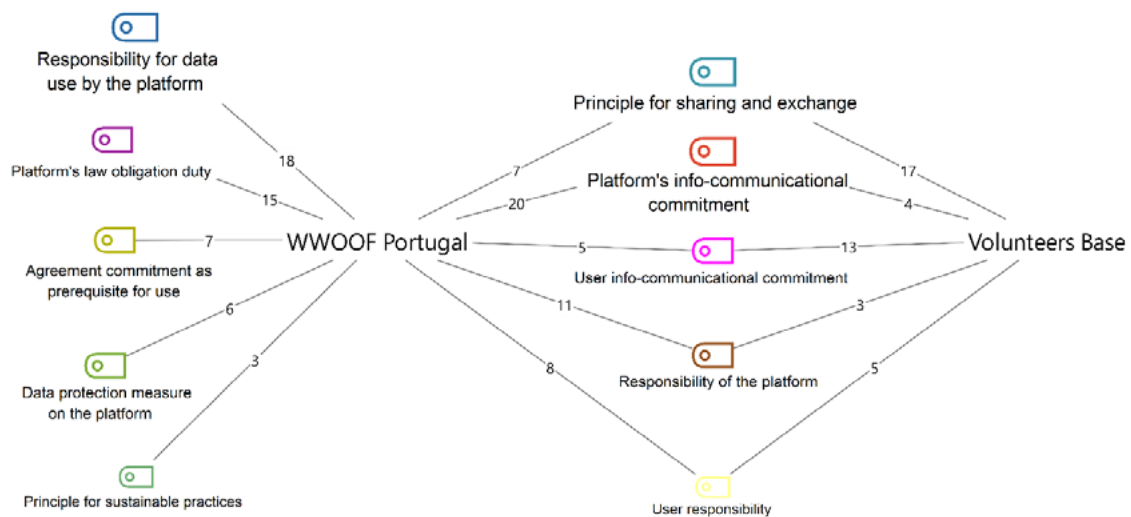 Responsibility for data
use by the platform
18
Platform's law obligation duty
15
Agreement commitment as
prerequisite for use
7
Data protection measure
on the platform
6
Principle for sustainable practices
3
WWOOF Portugal
Principle for sharing and exchange
7
17
Platform's info-communicational
commitment
20
4
User info-communicational commitment
5
13
Responsibility of the platform
11
3
User responsibility
8
5
Volunteers Base